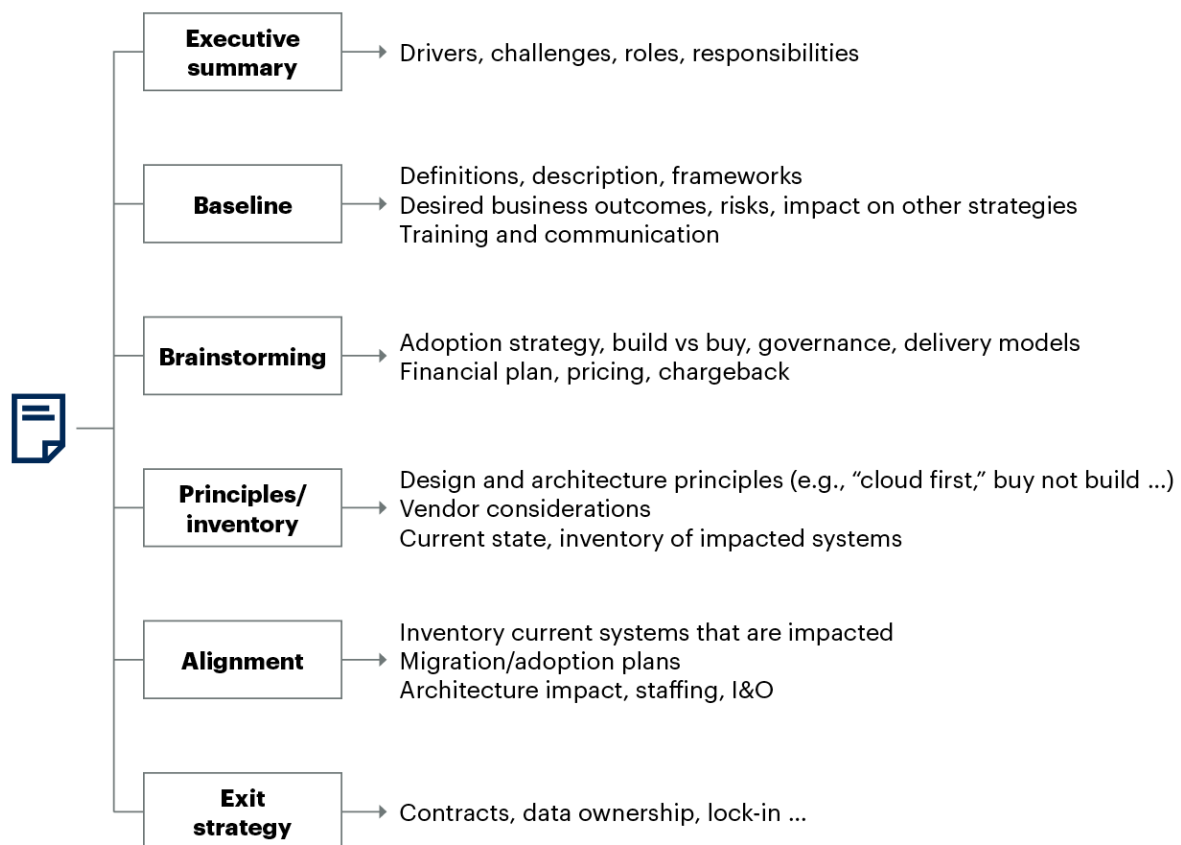 Executive
summary
Drivers, challenges, roles, responsibilities
Baseline
Definitions, description, frameworks
Desired business outcomes, risks, impact on other strategies
Training and communication
Brainstorming
Adoption strategy, build vs buy, governance, delivery models
Financial plan, pricing, chargeback
Principles/
inventory
Design and architecture principles (e.g., “cloud first,” buy not build ...)
Vendor considerations
Current state, inventory of impacted systems
Alignment
Inventory current systems that are impacted
Migration/adoption plans
Architecture impact, staffing, I&O
Exit
strategy
Contracts, data ownership, lock-in ...